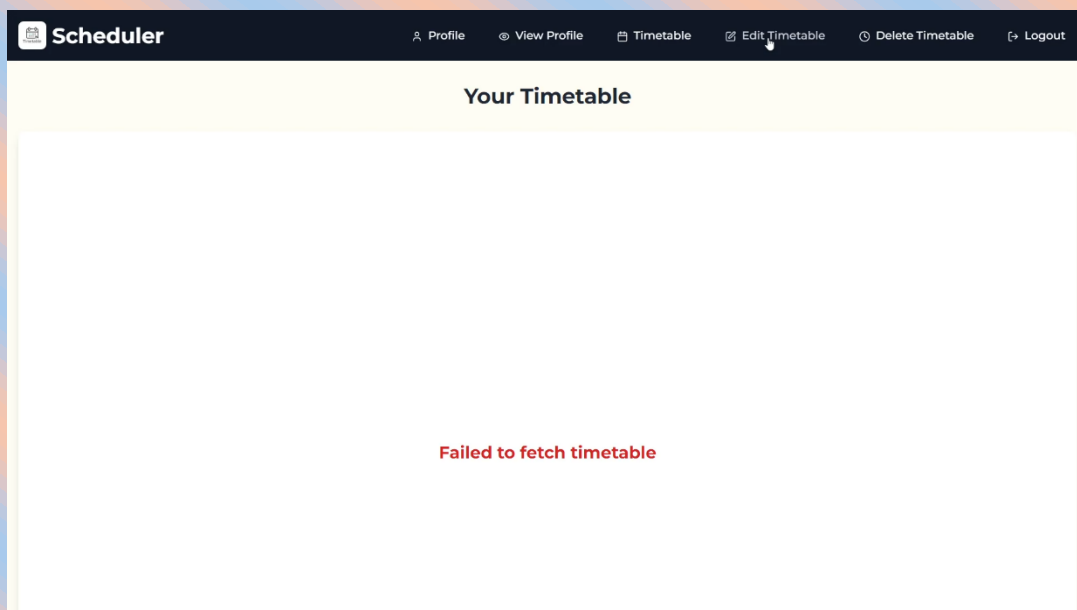 Scheduler
Profile
View Profile
Timetable
Edit Timetable
Delete Timetable
Logout
Your Timetable
Failed to fetch timetable